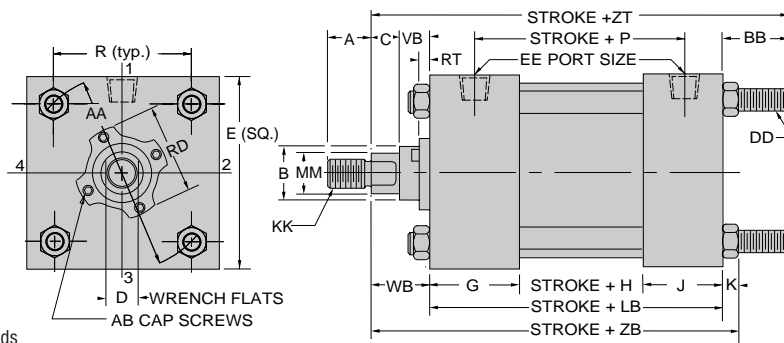 STROKE +ZT
A
C
VB
STROKE + P
BB
R (typ.)
1
RT
EE PORT SIZE
AA
E (SQ.)
RD
DD
4
2
B
MM
KK
3
D
WRENCH FLATS
AB CAP SCREWS
WB
G
STROKE + H
J
K
STROKE + LB
STROKE + ZB
ds